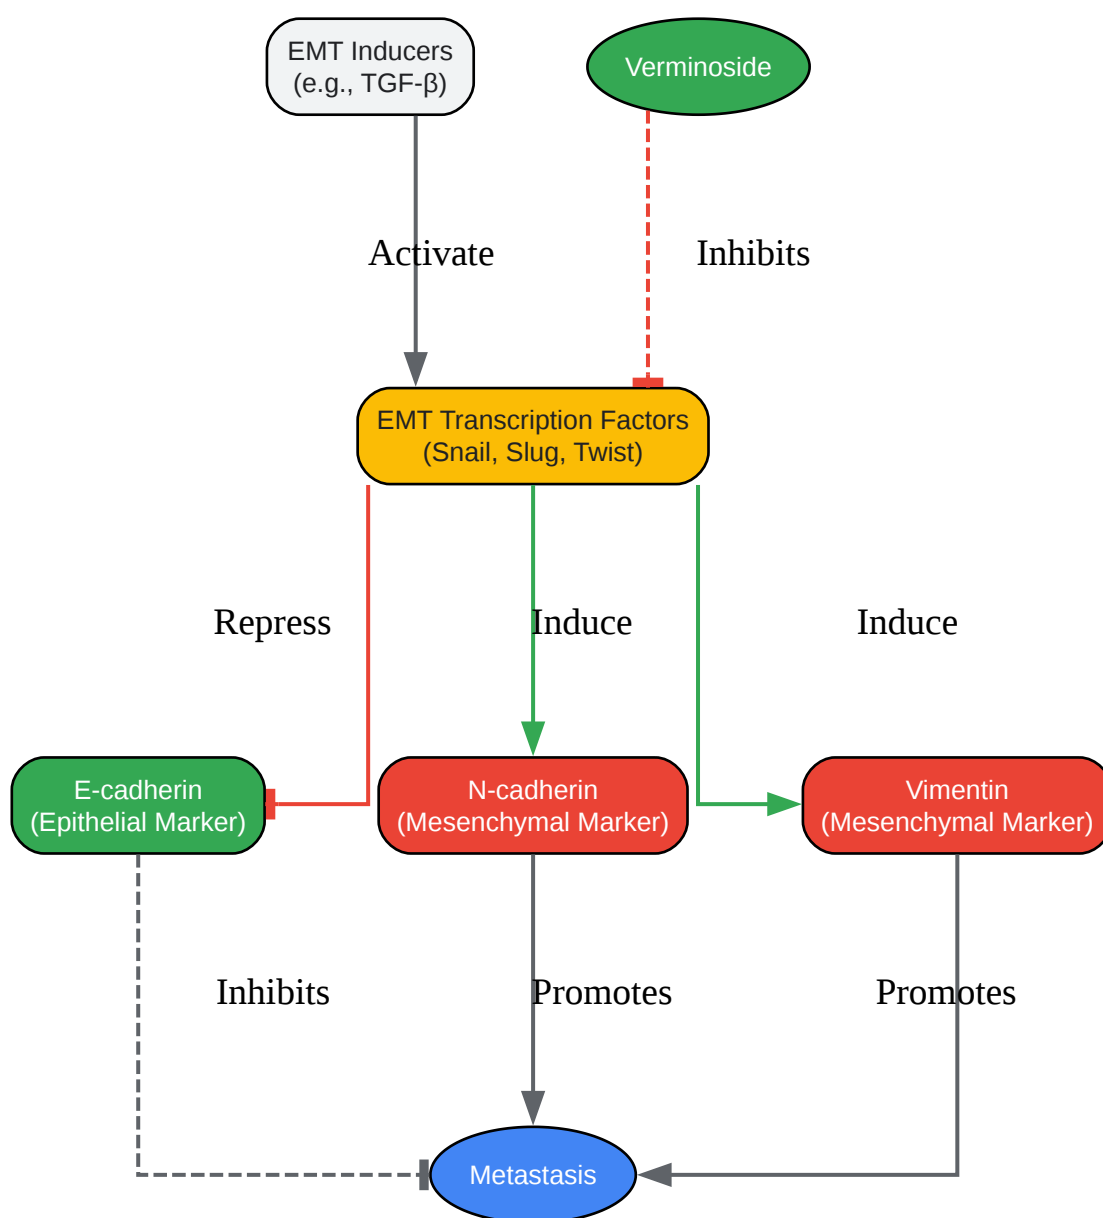 EMT Inducers
(e.g., TGF-β)
Verminoside
Activate
Inhibits
EMT Transcription Factors
(Snail, Slug, Twist)
Repress
Induce
Induce
E-cadherin
(Epithelial Marker)
N-cadherin
(Mesenchymal Marker)
Vimentin
(Mesenchymal Marker)
Inhibits
Promotes
Promotes
Metastasis